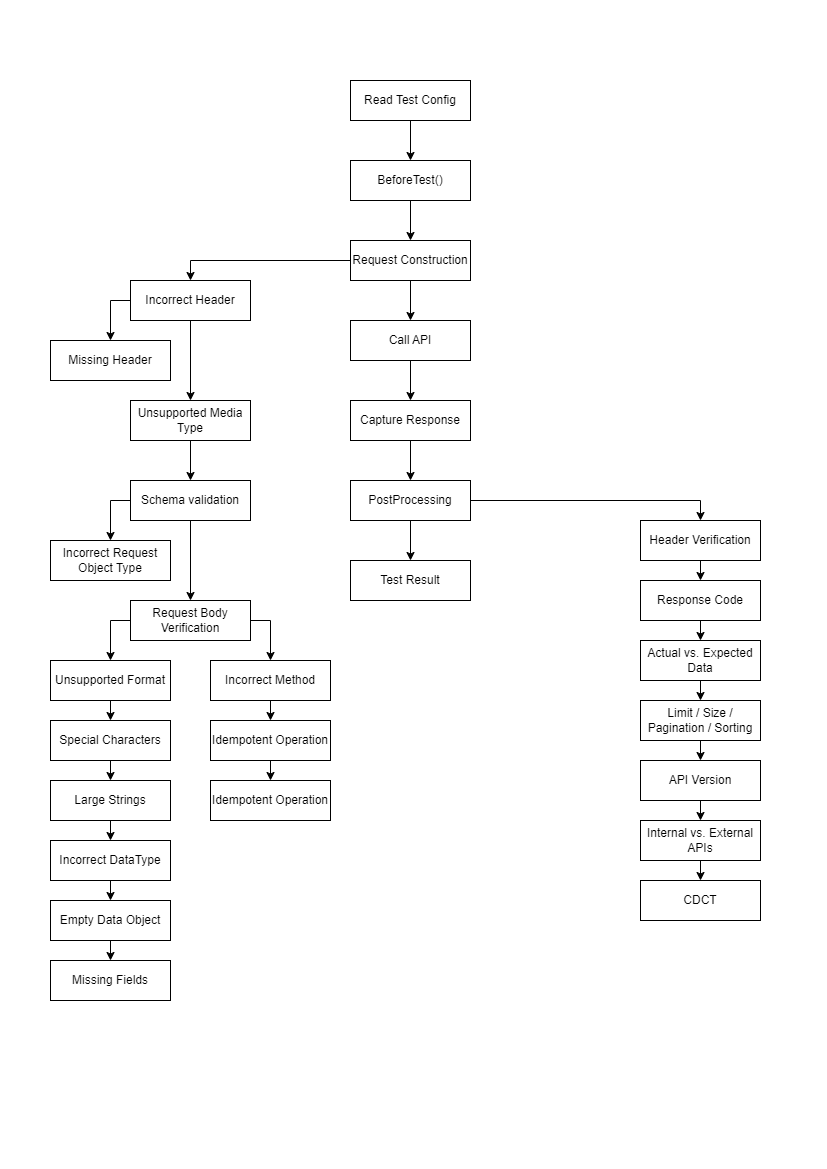 Read Test Config
BeforeTest()
Request Construction
Incorrect Header
Call API
Missing Header
Unsupported Media
Type
Capture Response
Schema validation
PostProcessing
Header Verification
Incorrect Request
Object Type
Test Result
Response Code
Request Body
Verification
Actual vs. Expected
Data
Unsupported Format
Incorrect Method
Limit / Size /
Pagination / Sorting
Special Characters
Idempotent Operation
API Version
Large Strings
Idempotent Operation
Internal vs. External
APIs
Incorrect DataType
CDCT
Empty Data Object
Missing Fields